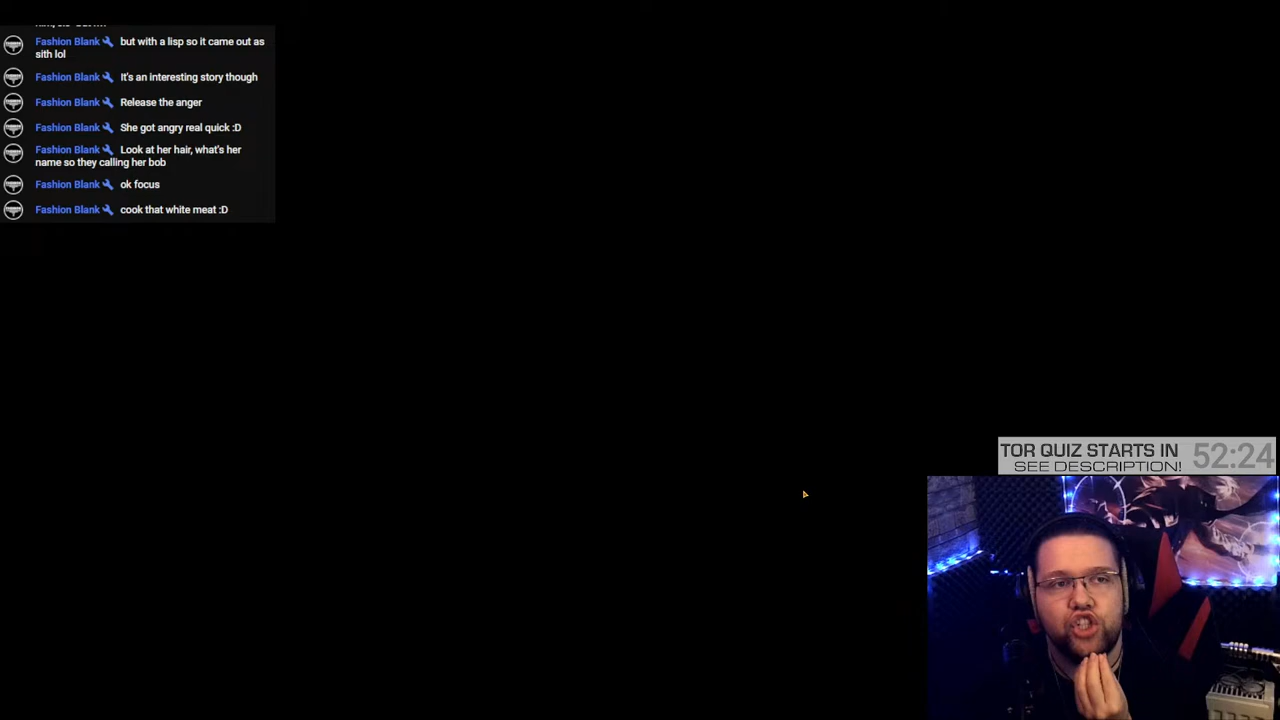 Fashion Blank but with a lisp so it came out as
sith lol
Fashion Blank It's an interesting story though
Fashion Blank Release the anger
Fashion Blank She got angry real quick :D
Fashion Blank Look at her hair, what's her
name so they calling her bob
Fashion Blank ok focus
Fashion Blank cook that white meat :D
TOR QUIZ STARTS IN
SEE DESCRIPTION!
52:24